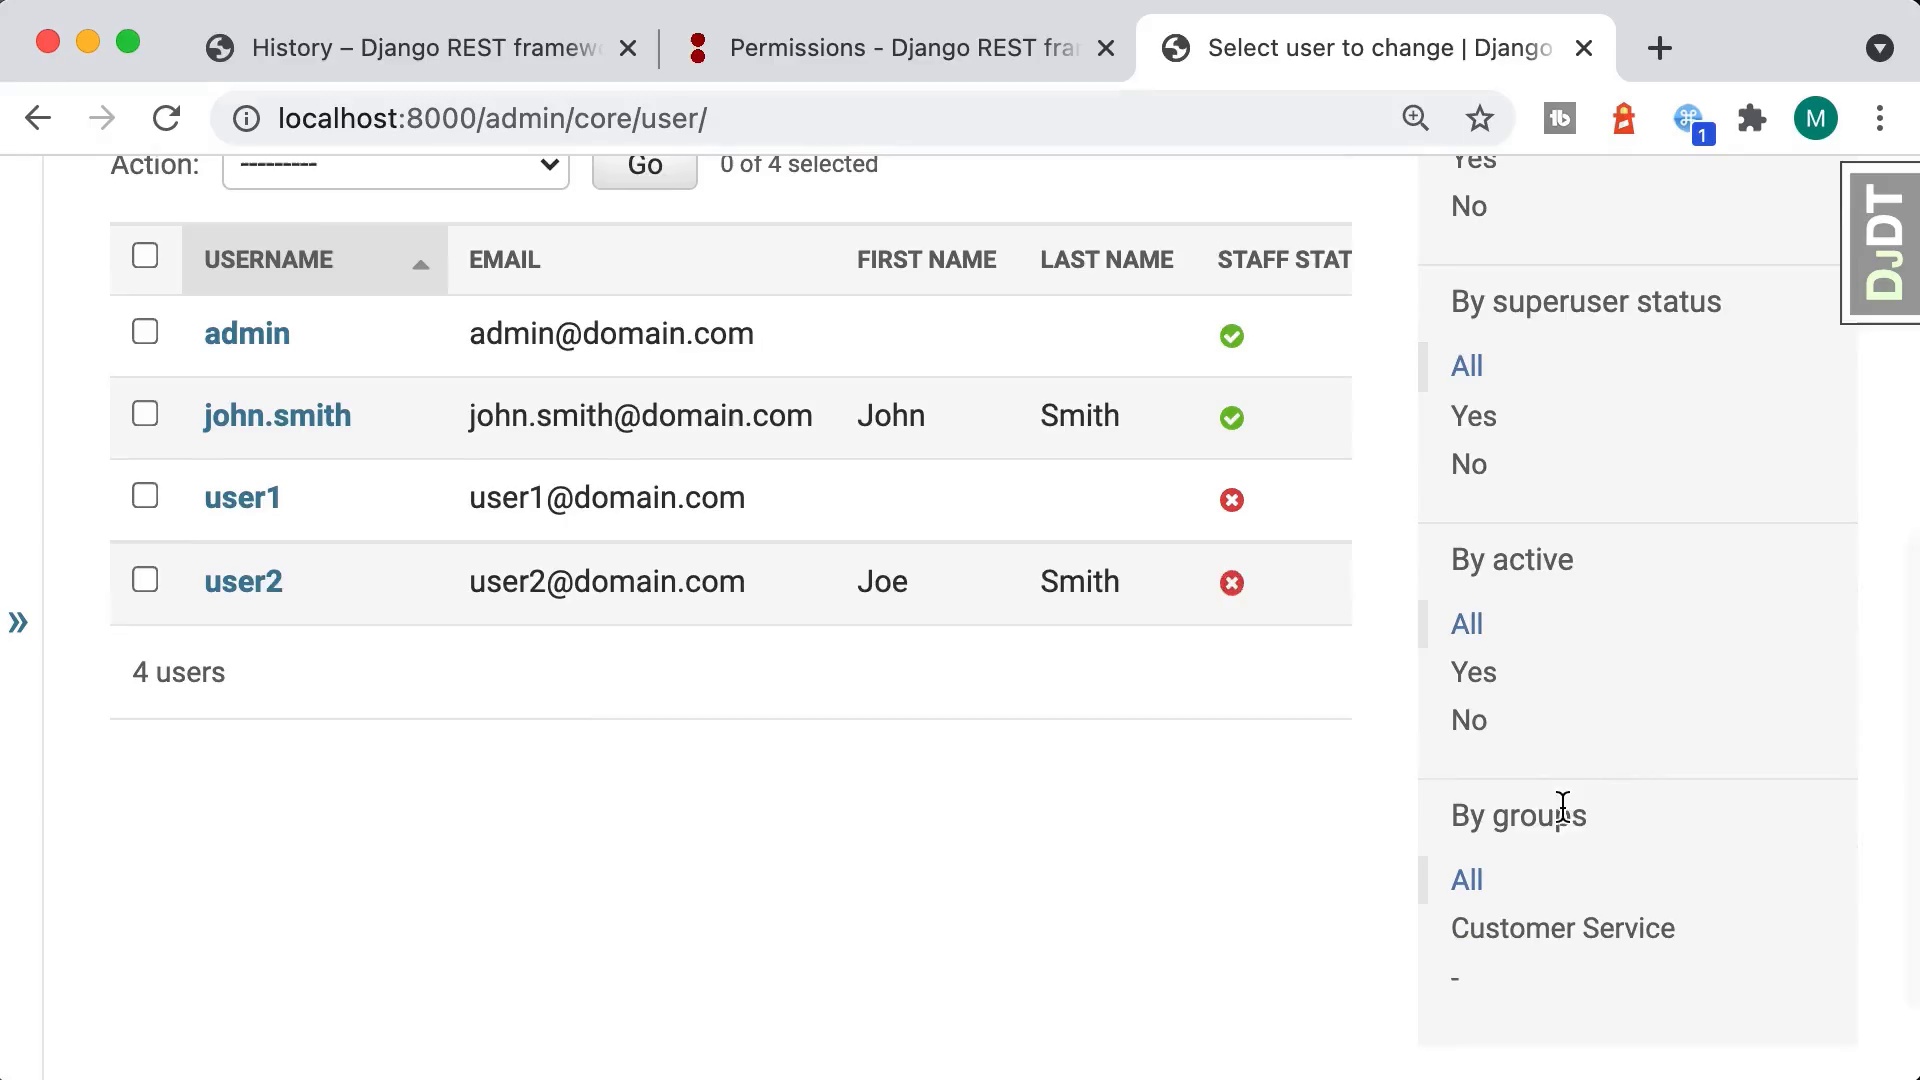 History – Django REST framew
Permissions - Django REST fra
Select user to change | Django
localhost:8000/admin/core/user/
1
M
Action: --------- Go 0 of 4 selected
USERNAME EMAIL FIRST NAME LAST NAME STAFF STAT
admin admin@domain.com
john.smith john.smith@domain.com John Smith
user1 user1@domain.com
user2 user2@domain.com Joe Smith
4 users
»
Yes
No
By superuser status
All
Yes
No
By active
All
Yes
No
By groups
All
Customer Service
-
DJDT